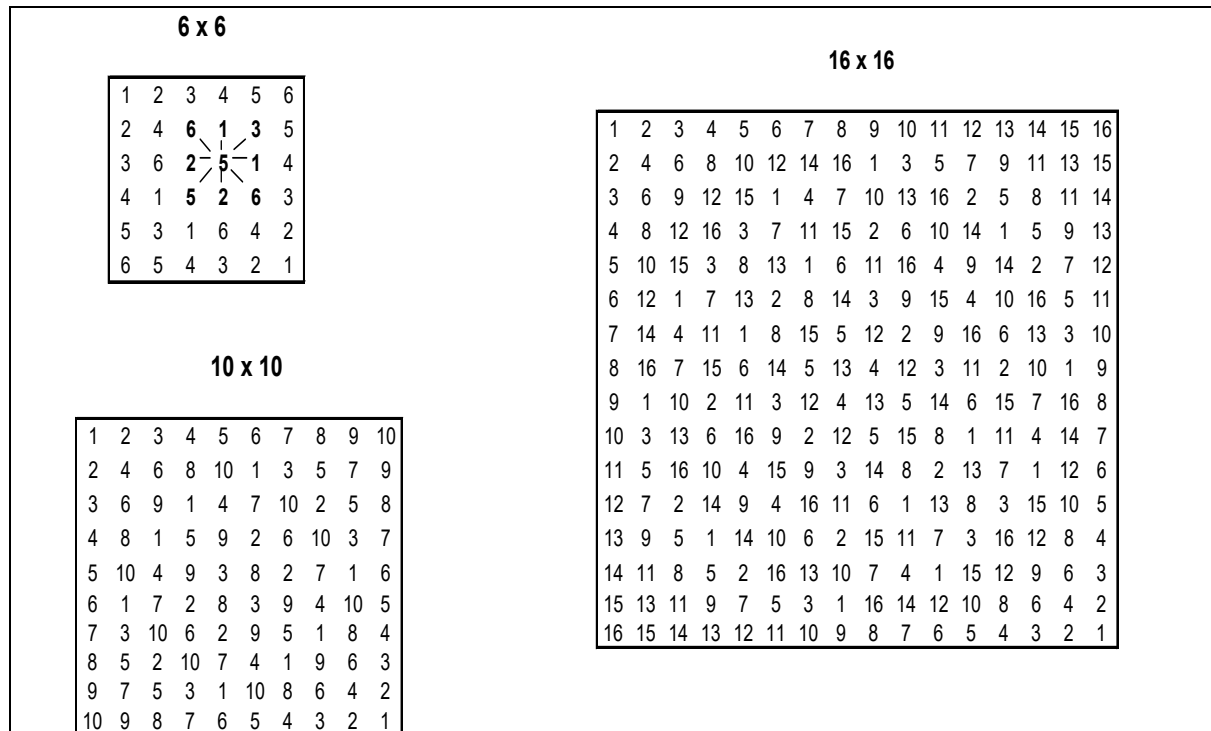 6 x 6
1 2 3 4 5 6
2 4 6 1 3 5
3 6 2 5 1 4
4 1 5 2 6 3
5 3 1 6 4 2
6 5 4 3 2 1
10 x 10
1 2 3 4 5 6 7 8 9 10
2 4 6 8 10 1 3 5 7 9
3 6 9 1 4 7 10 2 5 8
4 8 1 5 9 2 6 10 3 7
5 10 4 9 3 8 2 7 1 6
6 1 7 2 8 3 9 4 10 5
7 3 10 6 2 9 5 1 8 4
8 5 2 10 7 4 1 9 6 3
9 7 5 3 1 10 8 6 4 2
10 9 8 7 6 5 4 3 2 1
16 x 16
1 2 3 4 5 6 7 8 9 10 11 12 13 14 15 16
2 4 6 8 10 12 14 16 1 3 5 7 9 11 13 15
3 6 9 12 15 1 4 7 10 13 16 2 5 8 11 14
4 8 12 16 3 7 11 15 2 6 10 14 1 5 9 13
5 10 15 3 8 13 1 6 11 16 4 9 14 2 7 12
6 12 1 7 13 2 8 14 3 9 15 4 10 16 5 11
7 14 4 11 1 8 15 5 12 2 9 16 6 13 3 10
8 16 7 15 6 14 5 13 4 12 3 11 2 10 1 9
9 1 10 2 11 3 12 4 13 5 14 6 15 7 16 8
10 3 13 6 16 9 2 12 5 15 8 1 11 4 14 7
11 5 16 10 4 15 9 3 14 8 2 13 7 1 12 6
12 7 2 14 9 4 16 11 6 1 13 8 3 15 10 5
13 9 5 1 14 10 6 2 15 11 7 3 16 12 8 4
14 11 8 5 2 16 13 10 7 4 1 15 12 9 6 3
15 13 11 9 7 5 3 1 16 14 12 10 8 6 4 2
16 15 14 13 12 11 10 9 8 7 6 5 4 3 2 1